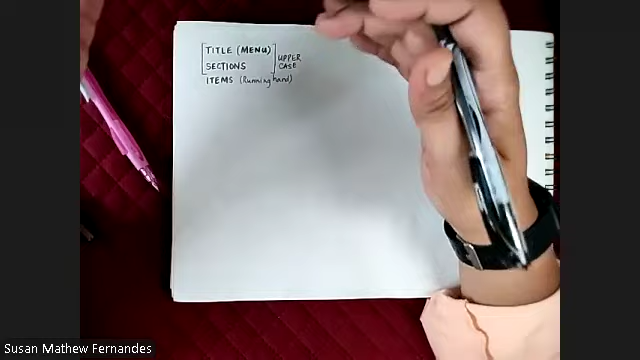 TITLE (MENU)
SECTIONS
UPPER
CASE
ITEMS (Running hand)
Susan Mathew Fernandes